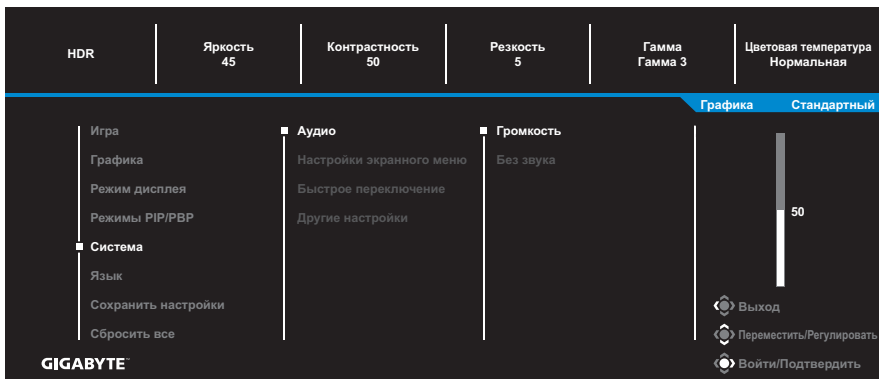 HDR
Яркость
45
Контрастность
50
Резкость
5
Гамма
Гамма 3
Цветовая температура
Нормальная
Графика Стандартный
Игра
Графика
Режим дисплея
Режимы PIP/PBP
Система
Язык
Сохранить настройки
Сбросить все
Аудио
Настройки экранного меню
Быстрое переключение
Другие настройки
Громкость
Без звука
50
Выход
Переместить/Регулировать
Войти/Подтвердить
GIGABYTE™